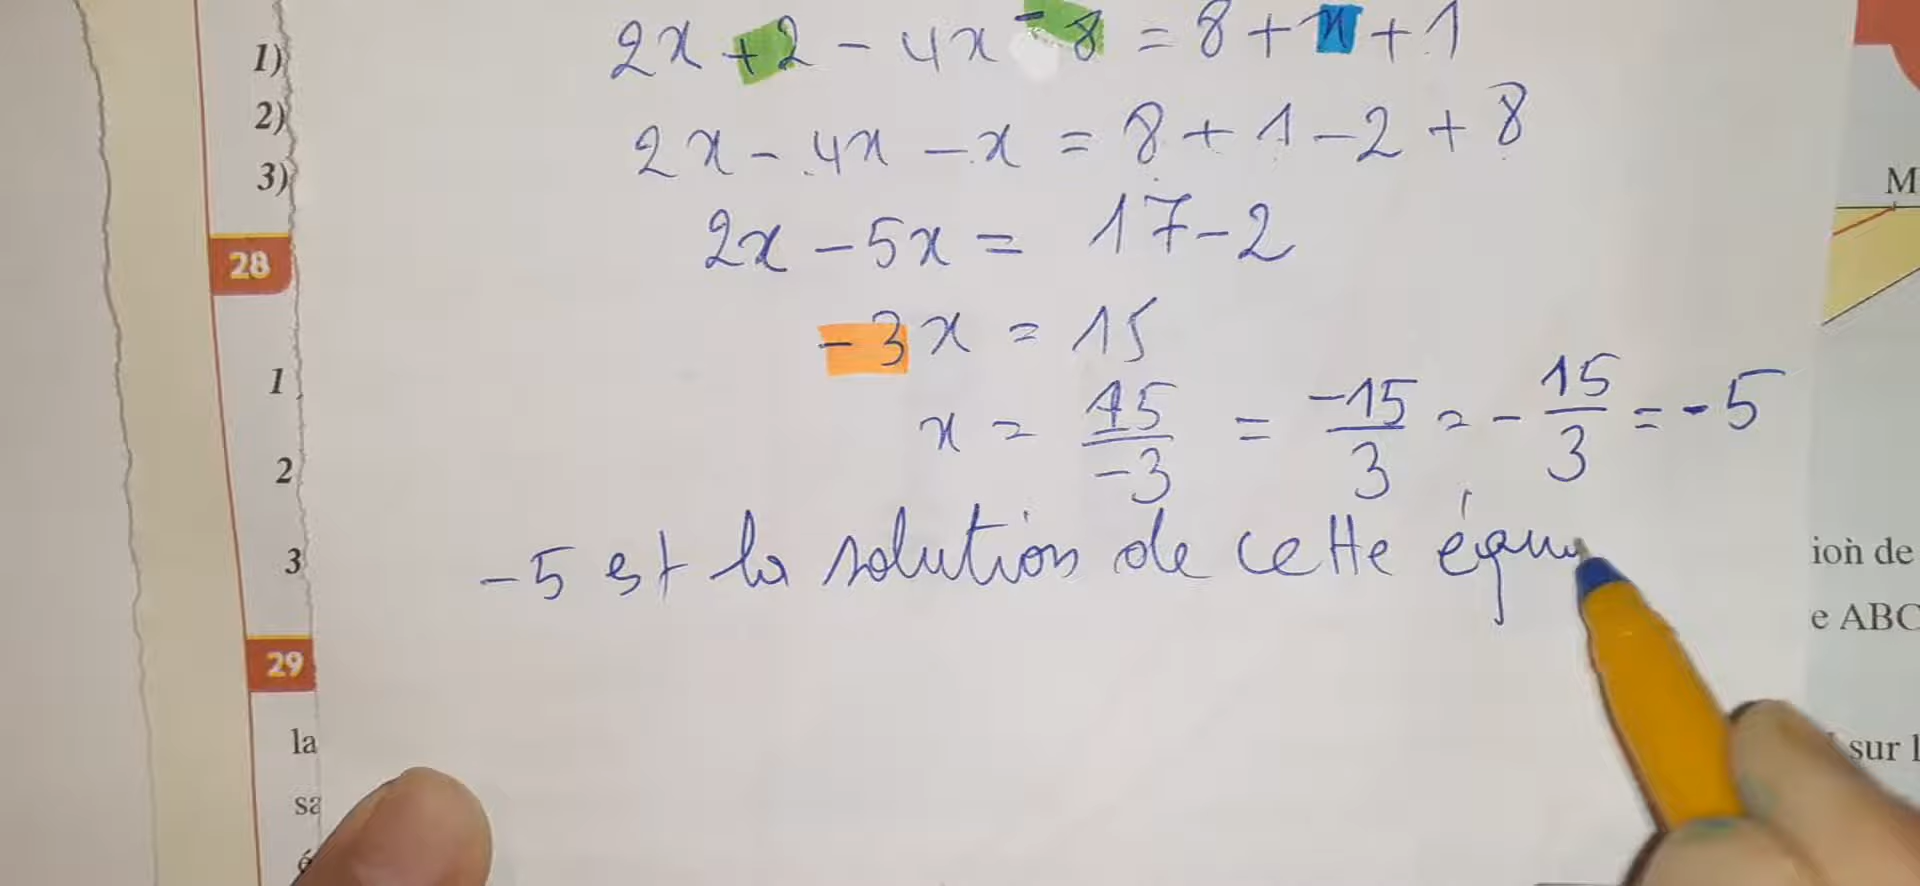 2x + 2 - 4x - 8 = 8 + x + 1
2x - 4x - x = 8 + 1 - 2 + 8
2x - 5x = 17 - 2
-3x = 15
x = 15/-3 = -15/3 = - 15/3 = -5
-5 est la solution de cette équa
1)
2)
3)
28
1
2
3
29
la
sa
é
M
ion de
e ABC
sur l